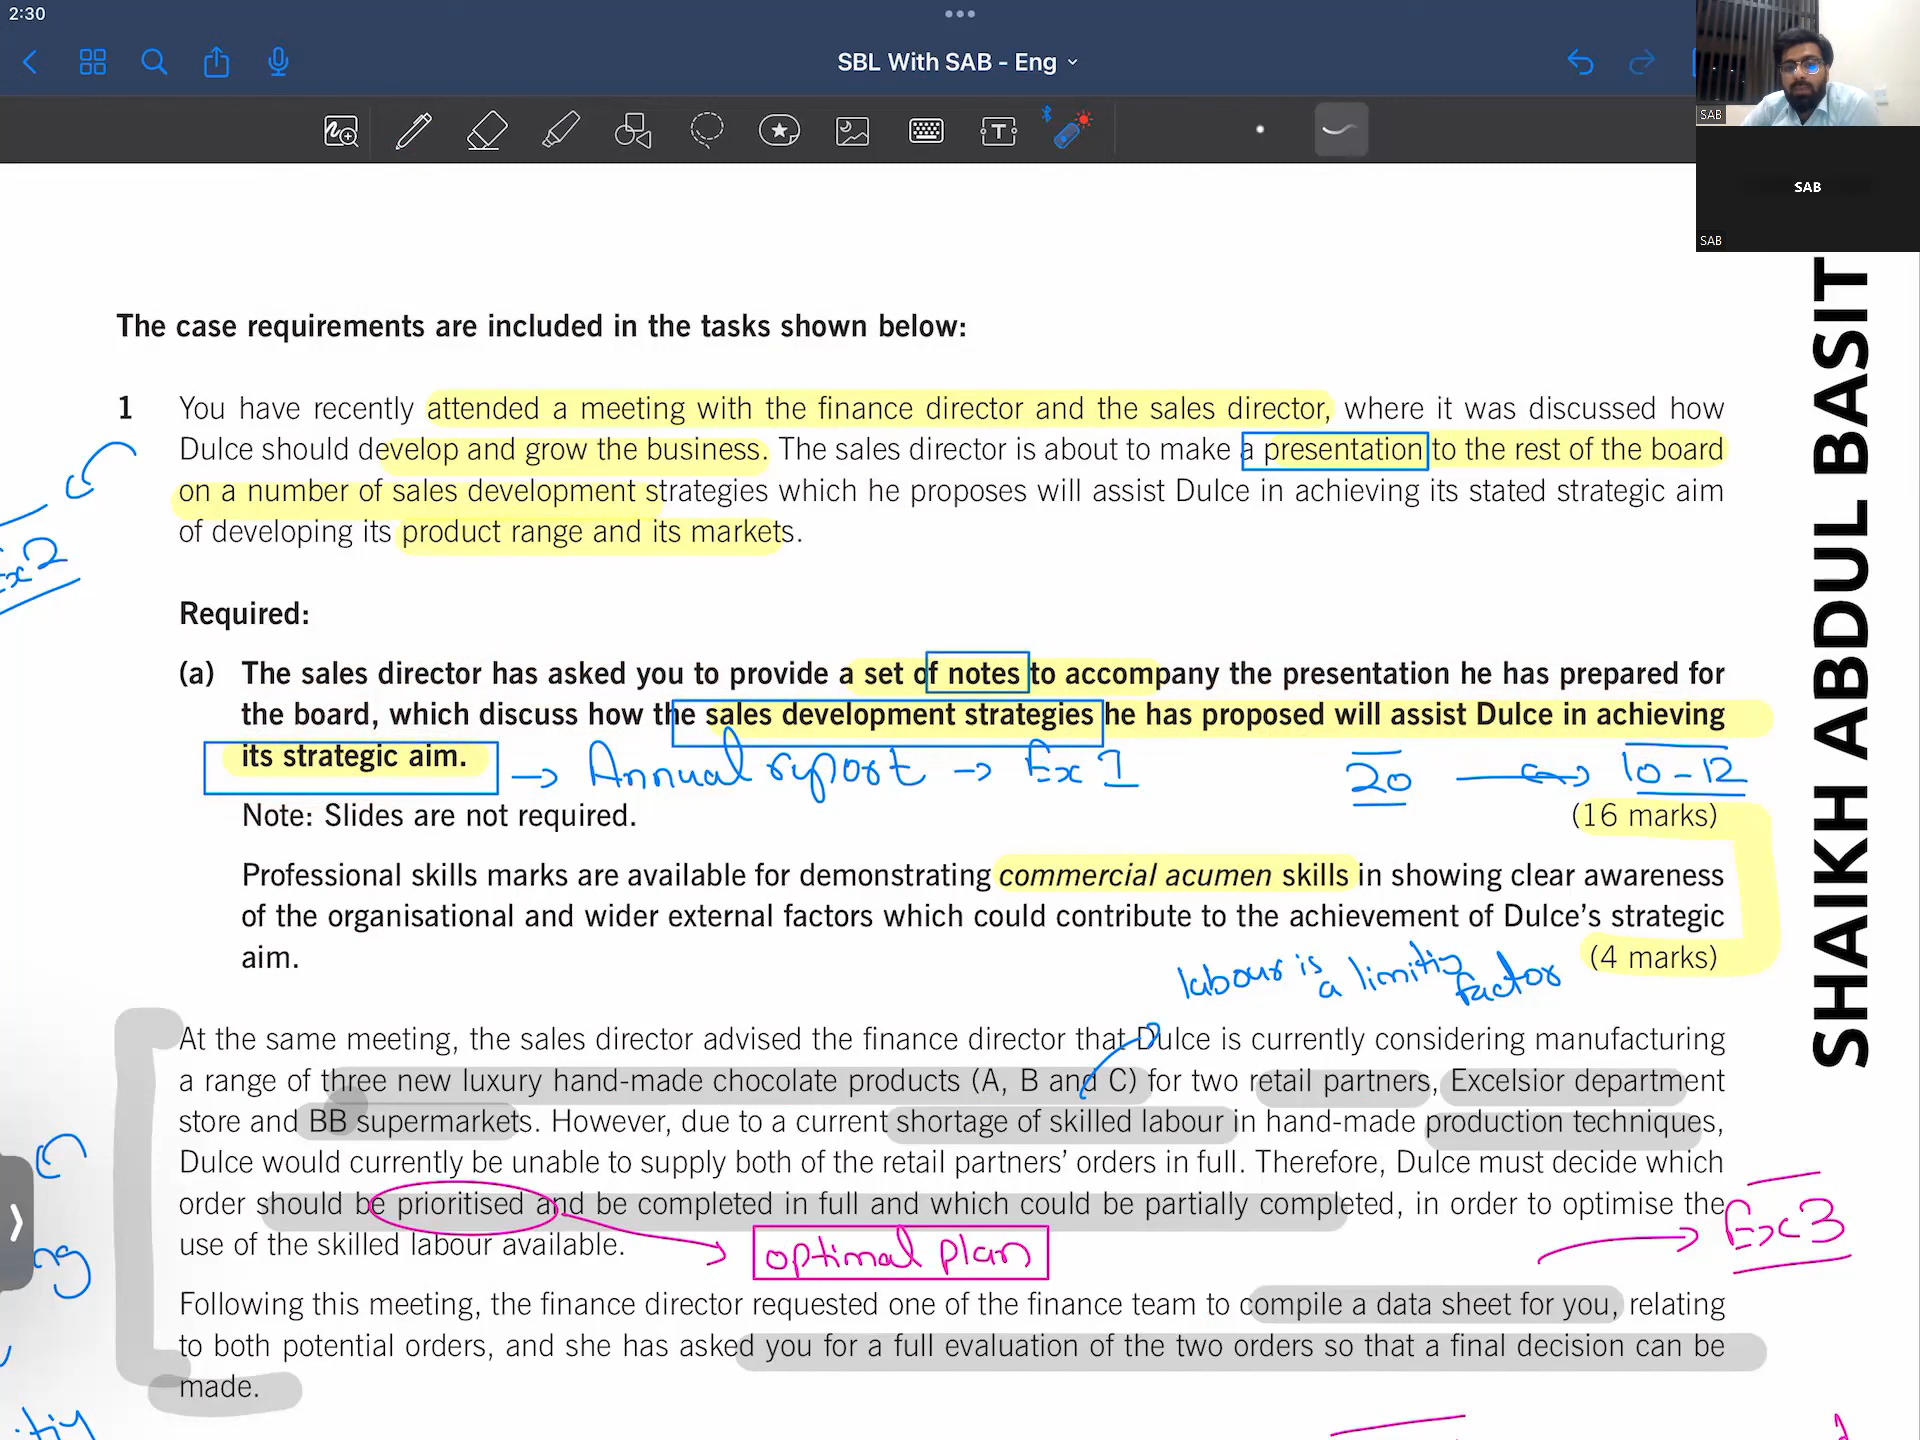 2:30
SBL With SAB - Eng
SAB
SAB
SAB
SHAIKH ABDUL BASIT
The case requirements are included in the tasks shown below:
1 You have recently attended a meeting with the finance director and the sales director, where it was discussed how
Dulce should develop and grow the business. The sales director is about to make a presentation to the rest of the board
on a number of sales development strategies which he proposes will assist Dulce in achieving its stated strategic aim
of developing its product range and its markets.
Ex2
Required:
(a) The sales director has asked you to provide a set of notes to accompany the presentation he has prepared for
the board, which discuss how the sales development strategies he has proposed will assist Dulce in achieving
its strategic aim. → Annual report → Ex 1 20 10-12
Note: Slides are not required. (16 marks)
Professional skills marks are available for demonstrating commercial acumen skills in showing clear awareness
of the organisational and wider external factors which could contribute to the achievement of Dulce's strategic
aim. (4 marks)
labour is a limiting factor
At the same meeting, the sales director advised the finance director that Dulce is currently considering manufacturing
a range of three new luxury hand-made chocolate products (A, B and C) for two retail partners, Excelsior department
store and BB supermarkets. However, due to a current shortage of skilled labour in hand-made production techniques,
Dulce would currently be unable to supply both of the retail partners' orders in full. Therefore, Dulce must decide which
order should be prioritised and be completed in full and which could be partially completed, in order to optimise the
use of the skilled labour available. optimal plan → Ex3
Following this meeting, the finance director requested one of the finance team to compile a data sheet for you, relating
to both potential orders, and she has asked you for a full evaluation of the two orders so that a final decision can be
made.